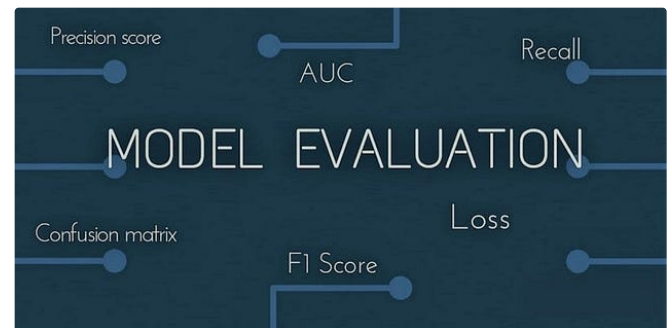 Precision score
AUC
Recall
MODEL EVALUATION
Loss
Confusion matrix
F1 Score